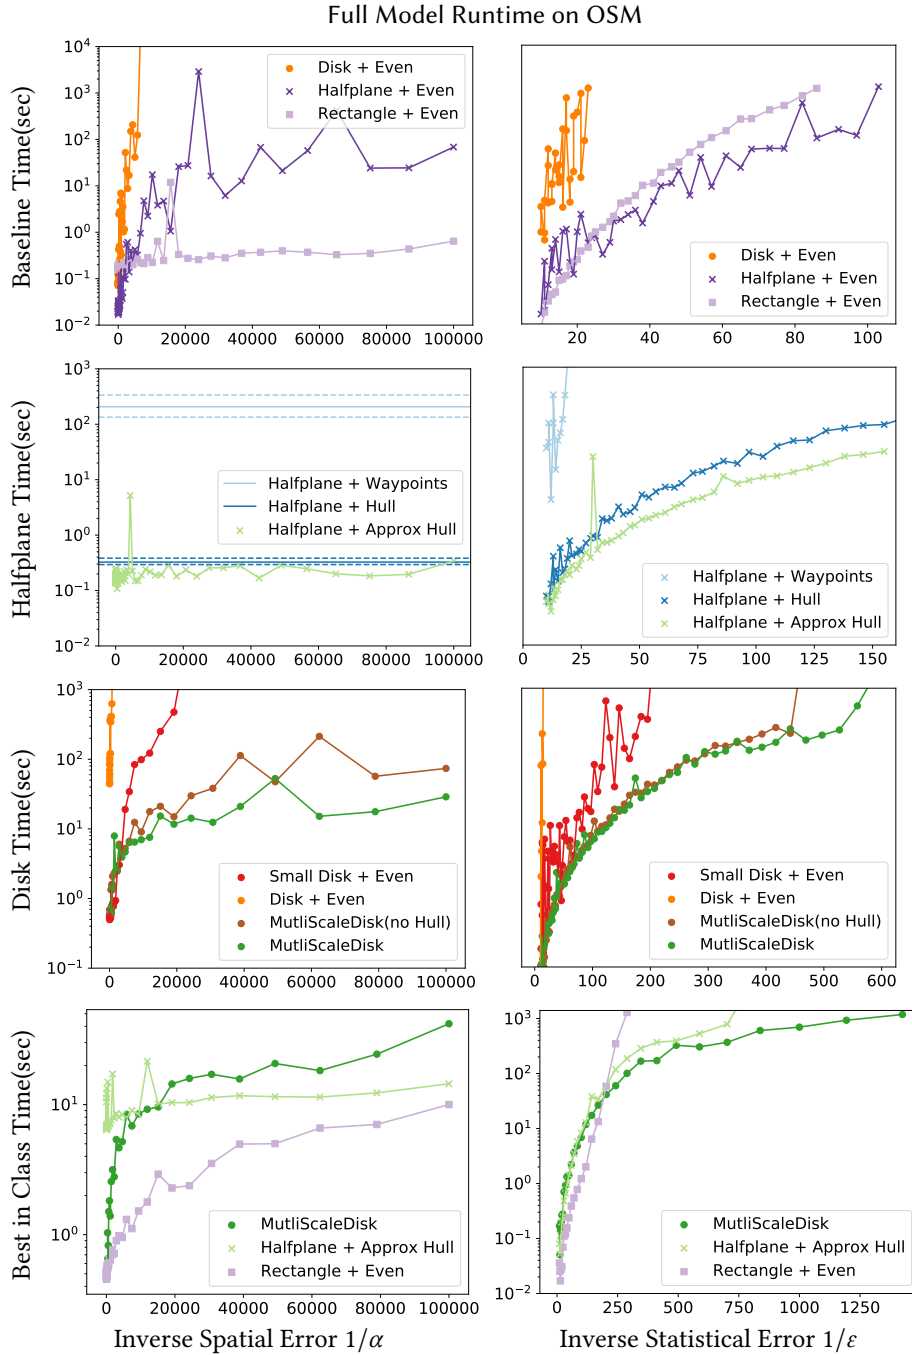 Full Model Runtime on OSM
Baseline Time(sec)
10^4
10^3
10^2
10^1
10^0
10^-1
10^-2
Disk + Even
Halfplane + Even
Rectangle + Even
0 20000 40000 60000 80000 100000
Disk + Even
Halfplane + Even
Rectangle + Even
20 40 60 80 100
Halfplane Time(sec)
10^3
10^2
10^1
10^0
10^-1
10^-2
Halfplane + Waypoints
Halfplane + Hull
Halfplane + Approx Hull
0 20000 40000 60000 80000 100000
Halfplane + Waypoints
Halfplane + Hull
Halfplane + Approx Hull
0 25 50 75 100 125 150
Disk Time(sec)
10^3
10^2
10^1
10^0
10^-1
Small Disk + Even
Disk + Even
MutliScaleDisk(no Hull)
MutliScaleDisk
0 20000 40000 60000 80000 100000
Small Disk + Even
Disk + Even
MutliScaleDisk(no Hull)
MutliScaleDisk
0 100 200 300 400 500 600
Best in Class Time(sec)
10^1
10^0
MutliScaleDisk
Halfplane + Approx Hull
Rectangle + Even
0 20000 40000 60000 80000 100000
Inverse Spatial Error 1/α
10^3
10^2
10^1
10^0
10^-1
10^-2
MutliScaleDisk
Halfplane + Approx Hull
Rectangle + Even
0 250 500 750 1000 1250
Inverse Statistical Error 1/ε